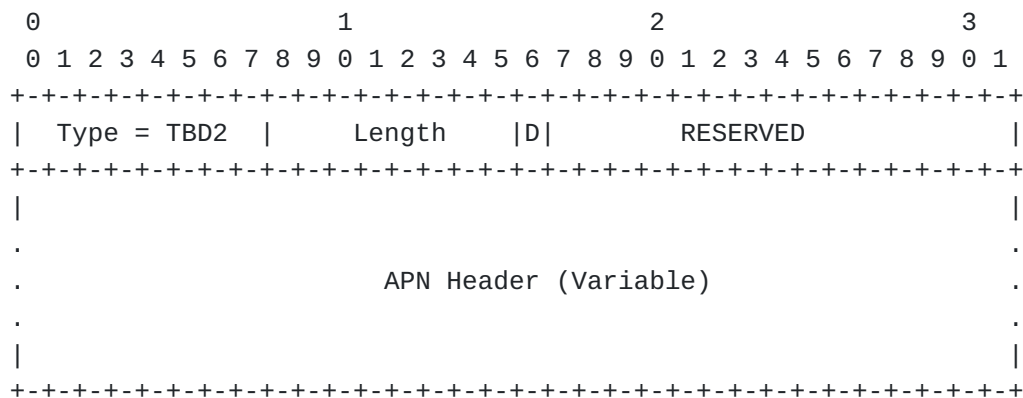 0                   1                   2                   3
 0 1 2 3 4 5 6 7 8 9 0 1 2 3 4 5 6 7 8 9 0 1 2 3 4 5 6 7 8 9 0 1
+-+-+-+-+-+-+-+-+-+-+-+-+-+-+-+-+-+-+-+-+-+-+-+-+-+-+-+-+-+-+-+-+
|  Type = TBD2  |     Length    |D|        RESERVED             |
+-+-+-+-+-+-+-+-+-+-+-+-+-+-+-+-+-+-+-+-+-+-+-+-+-+-+-+-+-+-+-+-+
|                                                               |
.                                                               .
.                       APN Header (Variable)                   .
.                                                               .
|                                                               |
+-+-+-+-+-+-+-+-+-+-+-+-+-+-+-+-+-+-+-+-+-+-+-+-+-+-+-+-+-+-+-+-+